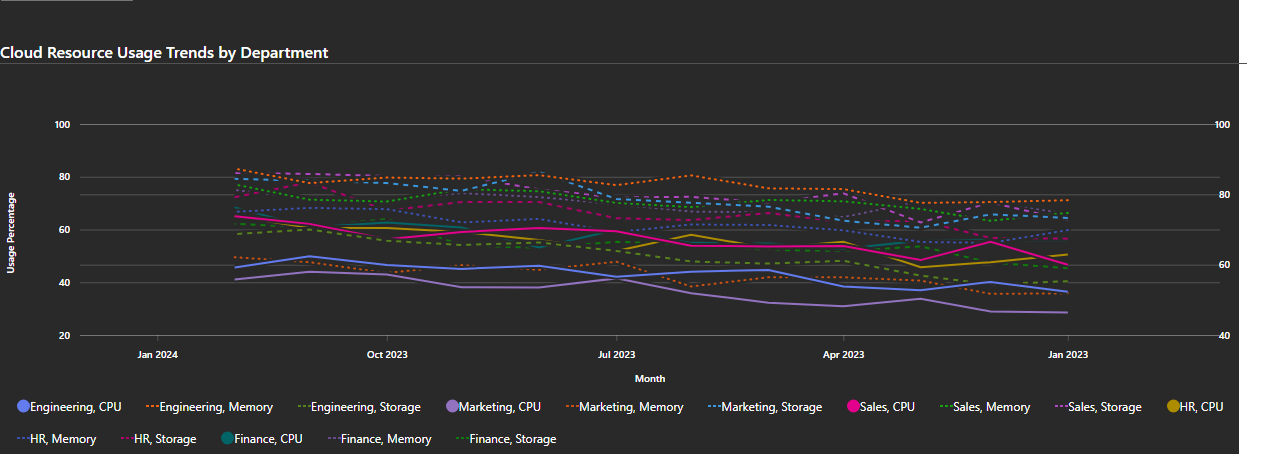 Cloud Resource Usage Trends by Department
100 100
80 80
60 60
40
20 40
Usage Percentage
Jan 2024 Oct 2023 Jul 2023 Apr 2023 Jan 2023
Month
Engineering, CPU Engineering, Memory Engineering, Storage Marketing, CPU Marketing, Memory Marketing, Storage Sales, CPU Sales, Memory Sales, Storage HR, CPU
HR, Memory HR, Storage Finance, CPU Finance, Memory Finance, Storage